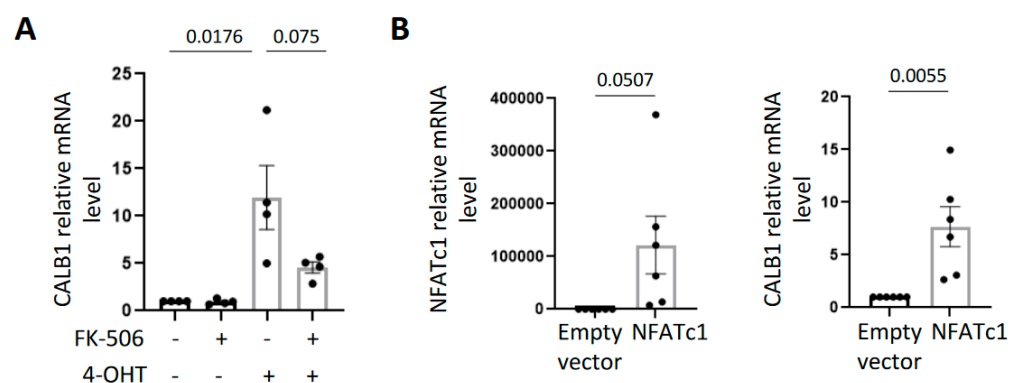 A
0.0176
0.075
CALB1 relative mRNA
level
25
20
15
10
5
0
FK-506 - + - +
4-OHT - - + +
B
0.0507
NFATc1 relative mRNA
level
400000
300000
200000
100000
0
Empty NFATc1
vector
0.0055
CALB1 relative mRNA
level
20
15
10
5
0
Empty NFATc1
vector